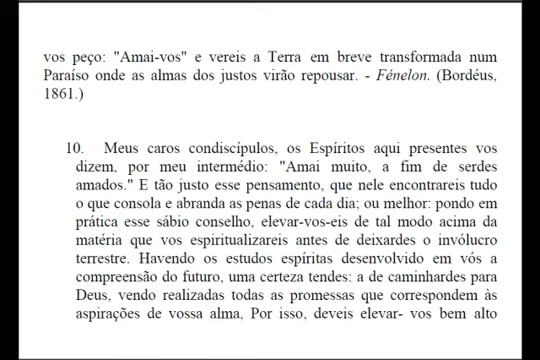 vos peço: "Amai-vos" e vereis a Terra em breve transformada num
Paraíso onde as almas dos justos virão repousar. - Fénelon. (Bordéus,
1861.)
10. Meus caros condiscípulos, os Espíritos aqui presentes vos
dizem, por meu intermédio: "Amai muito, a fim de serdes
amados." E tão justo esse pensamento, que nele encontrareis tudo
o que consola e abranda as penas de cada dia; ou melhor: pondo em
prática esse sábio conselho, elevar-vos-eis de tal modo acima da
matéria que vos espiritualizareis antes de deixardes o invólucro
terrestre. Havendo os estudos espíritas desenvolvido em vós a
compreensão do futuro, uma certeza tendes: a de caminhardes para
Deus, vendo realizadas todas as promessas que correspondem às
aspirações de vossa alma, Por isso, deveis elevar- vos bem alto